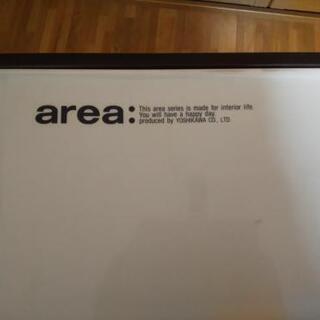 area:
This area series is made for interior life.
You will have a happy day.
produced by YOSHIKAWA CO., LTD.